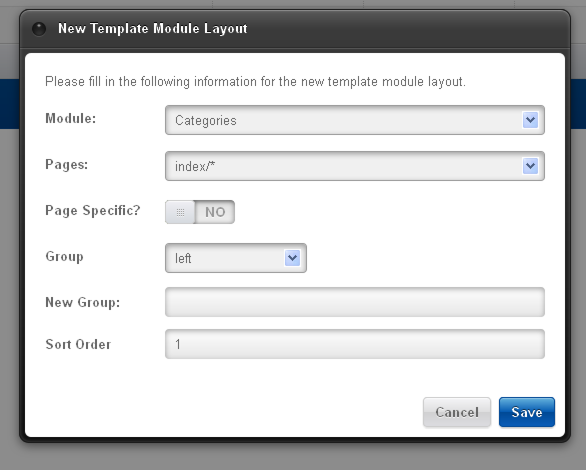 New Template Module Layout
Please fill in the following information for the new template module layout.
Module: Categories
Pages: index/*
Page Specific? NO
Group left
New Group:
Sort Order 1
Cancel Save